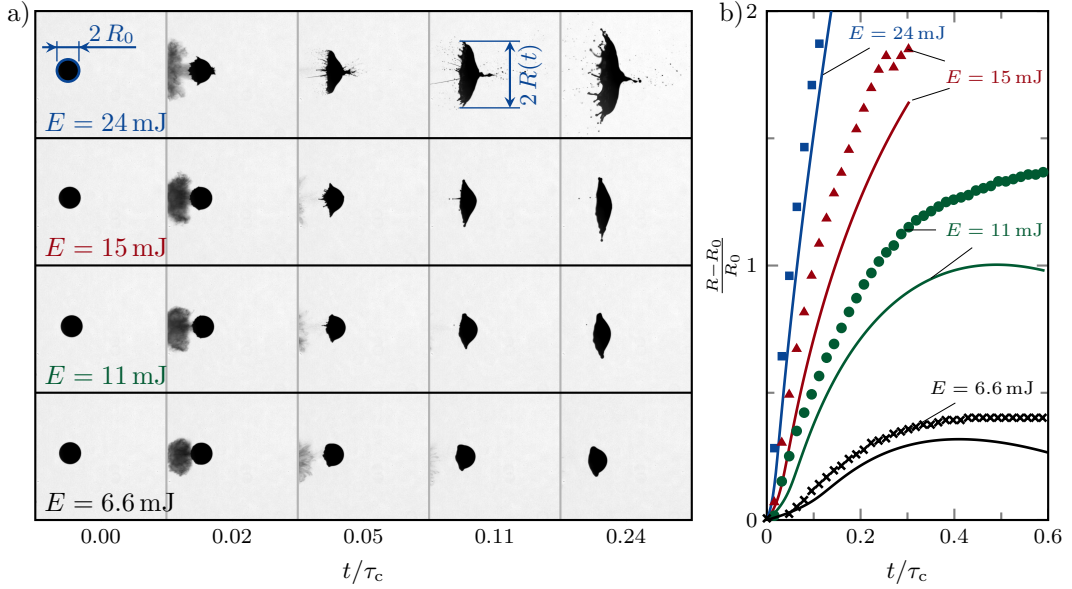 a)
2 R₀
E = 24 mJ
2 R(t)
E = 15 mJ
E = 11 mJ
E = 6.6 mJ
0.00 0.02 0.05 0.11 0.24
t/τc
b)
2
1
0
(R−R₀)/R₀
E = 24 mJ
E = 15 mJ
E = 11 mJ
E = 6.6 mJ
0 0.2 0.4 0.6
t/τc